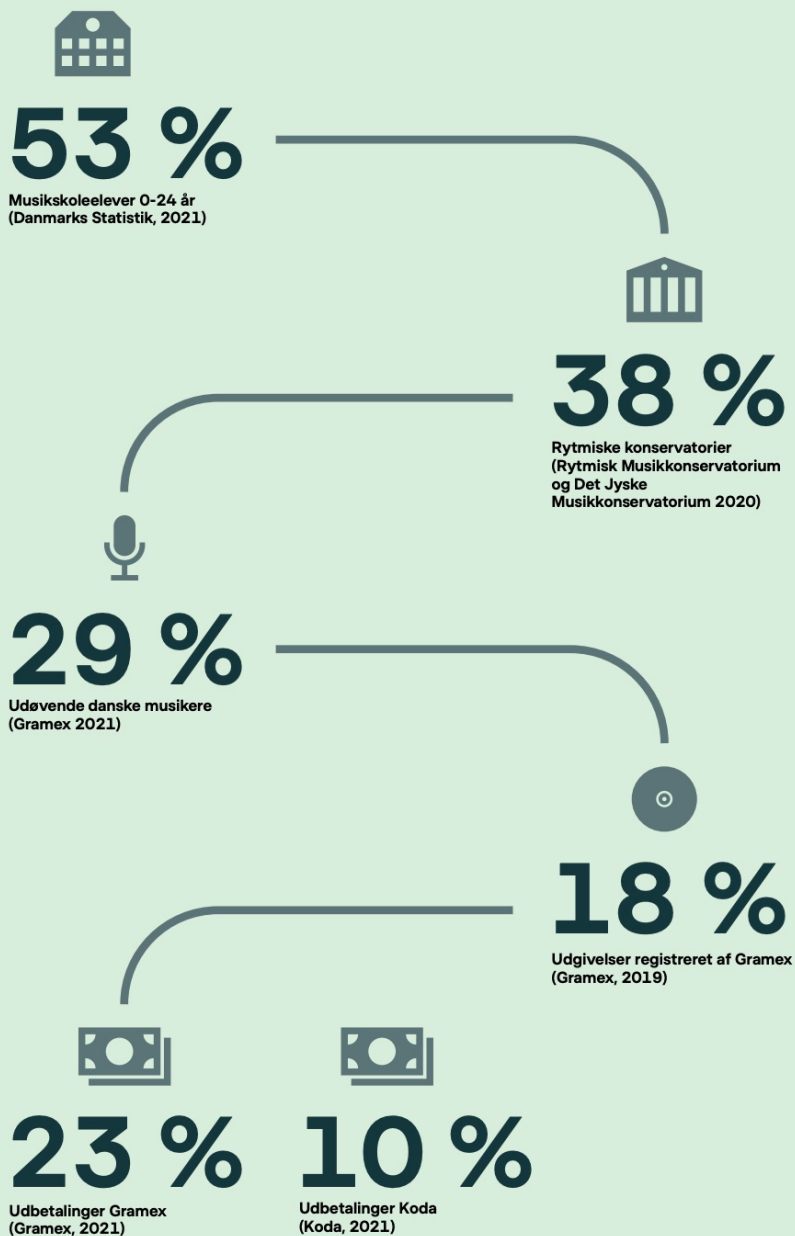 53 %
Musikskoleelever 0-24 år
(Danmarks Statistik, 2021)
38 %
Rytmiske konservatorier
(Rytmisk Musikkonservatorium
og Det Jyske
Musikkonservatorium 2020)
29 %
Udøvende danske musikere
(Gramex 2021)
18 %
Udgivelser registreret af Gramex
(Gramex, 2019)
23 %
Udbetalinger Gramex
(Gramex, 2021)
10 %
Udbetalinger Koda
(Koda, 2021)